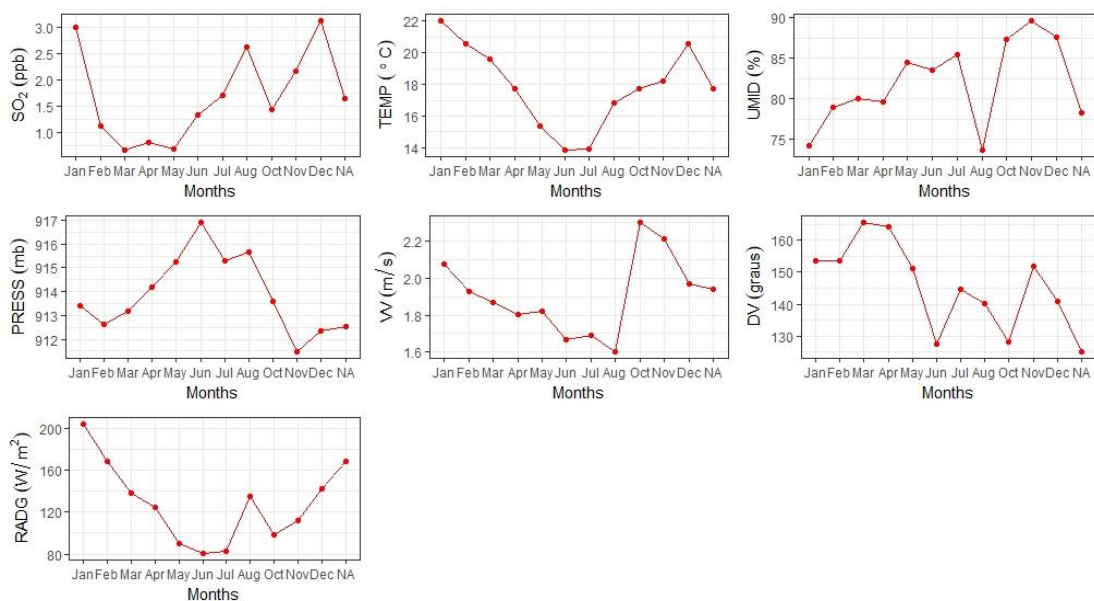 SO₂ (ppb)
3.0
2.5
2.0
1.5
1.0
Jan Feb Mar Apr May Jun Jul Aug Oct Nov Dec NA
Months
TEMP ( ° C)
22
20
18
16
14
Jan Feb Mar Apr May Jun Jul Aug Oct Nov Dec NA
Months
UMID (%)
90
85
80
75
Jan Feb Mar Apr May Jun Jul Aug Oct Nov Dec NA
Months
PRESS (mb)
917
916
915
914
913
912
Jan Feb Mar Apr May Jun Jul Aug Oct Nov Dec NA
Months
VV (m/s)
2.2
2.0
1.8
1.6
Jan Feb Mar Apr May Jun Jul Aug Oct Nov Dec NA
Months
DV (graus)
160
150
140
130
Jan Feb Mar Apr May Jun Jul Aug Oct Nov Dec NA
Months
RADG (W/m²)
200
160
120
80
Jan Feb Mar Apr May Jun Jul Aug Oct Nov Dec NA
Months